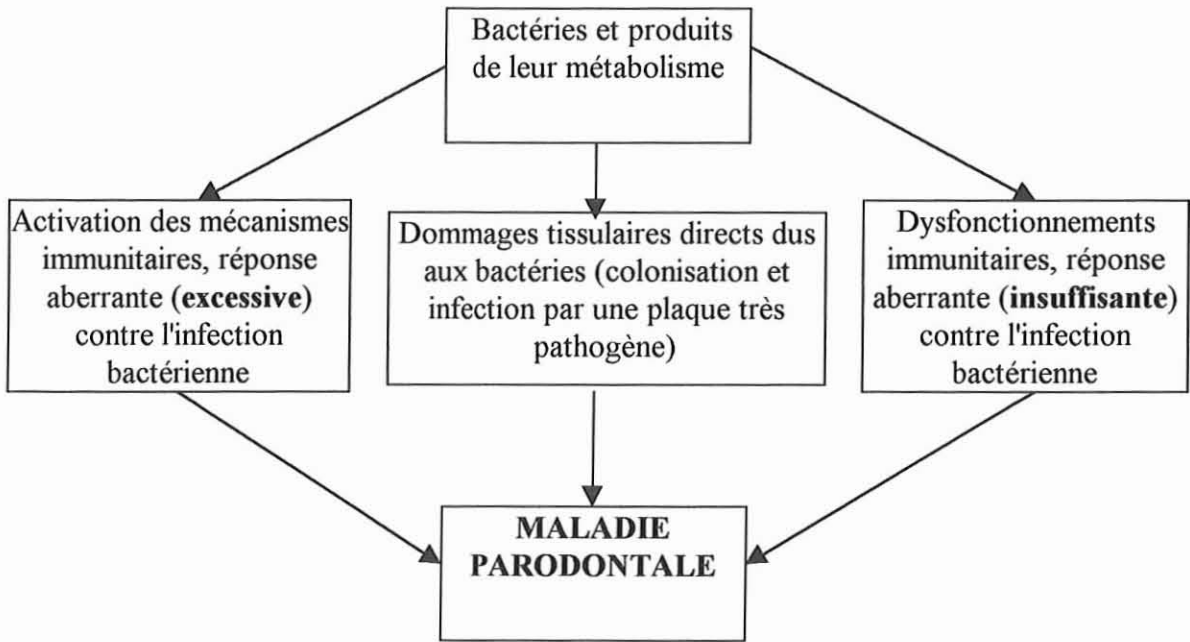 Bactéries et produits
de leur métabolisme
Activation des mécanismes
immunitaires, réponse
aberrante (excessive)
contre l'infection
bactérienne
Dommages tissulaires directs dus
aux bactéries (colonisation et
infection par une plaque très
pathogène)
Dysfonctionnements
immunitaires, réponse
aberrante (insuffisante)
contre l'infection
bactérienne
MALADIE
PARODONTALE